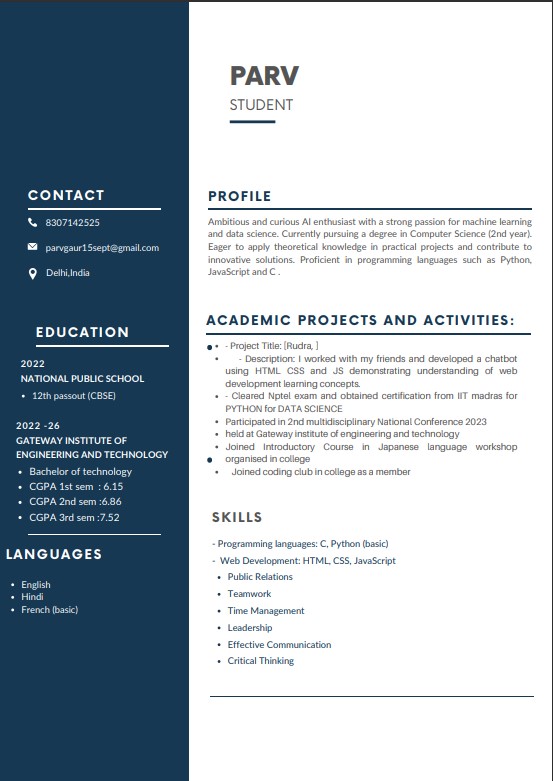 PARV
STUDENT
CONTACT
8307142525
parvgaur15sept@gmail.com
Delhi,India
EDUCATION
2022
NATIONAL PUBLIC SCHOOL
• 12th passout (CBSE)
2022 -26
GATEWAY INSTITUTE OF
ENGINEERING AND TECHNOLOGY
• Bachelor of technology
• CGPA 1st sem : 6.15
• CGPA 2nd sem :6.86
• CGPA 3rd sem :7.52
LANGUAGES
• English
• Hindi
• French (basic)
PROFILE
Ambitious and curious AI enthusiast with a strong passion for machine learning
and data science. Currently pursuing a degree in Computer Science (2nd year).
Eager to apply theoretical knowledge in practical projects and contribute to
innovative solutions. Proficient in programming languages such as Python,
JavaScript and C .
ACADEMIC PROJECTS AND ACTIVITIES:
• - Project Title: [Rudra, ]
• - Description: I worked with my friends and developed a chatbot
using HTML CSS and JS demonstrating understanding of web
development learning concepts.
• - Cleared Nptel exam and obtained certification from IIT madras for
PYTHON for DATA SCIENCE
• Participated in 2nd multidisciplinary National Conference 2023
• held at Gateway institute of engineering and technology
• Joined Introductory Course in Japanese language workshop
organised in college
• Joined coding club in college as a member
SKILLS
- Programming languages: C, Python (basic)
- Web Development: HTML, CSS, JavaScript
• Public Relations
• Teamwork
• Time Management
• Leadership
• Effective Communication
• Critical Thinking